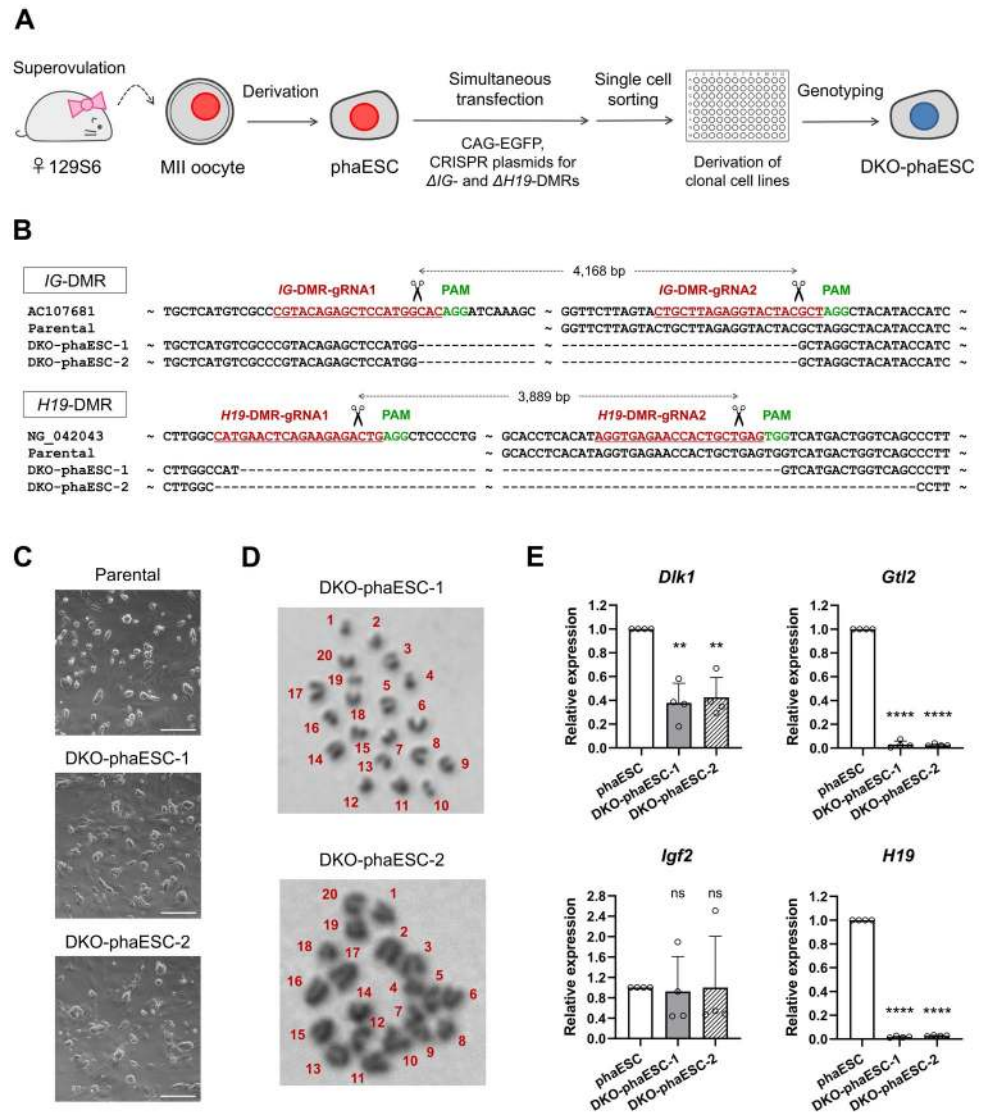 A
Superovulation
♀ 129S6
MII oocyte
Derivation
phaESC
Simultaneous
transfection
CAG-EGFP,
CRISPR plasmids for
ΔIG- and ΔH19-DMRs
Single cell
sorting
Derivation of
clonal cell lines
Genotyping
DKO-phaESC
B
IG-DMR
4,168 bp
IG-DMR-gRNA1 PAM IG-DMR-gRNA2 PAM
AC107681 ~ TGCTCATGTCGCCCGTACAGAGCTCCATGGCACAGGATCAAAGC ~ GGTTCTTAGTACTGCTTAGAGGTACTACGCTAGGCTACATACCATC ~
Parental ~ GGTTCTTAGTACTGCTTAGAGGTACTACGCTAGGCTACATACCATC ~
DKO-phaESC-1 ~ TGCTCATGTCGCCCGTACAGAGCTCCATGG--------------- ~ ------------------------------GCTAGGCTACATACCATC ~
DKO-phaESC-2 ~ TGCTCATGTCGCCCGTACAGAGCTCCATGG--------------- ~ ------------------------------GCTAGGCTACATACCATC ~
H19-DMR
3,889 bp
H19-DMR-gRNA1 PAM H19-DMR-gRNA2 PAM
NG_042043 ~ CTTGGCCATGAACTCAGAAGAGACTGAGGCTCCCCTG ~ GCACCTCACATAGGTGAGAACCACTGCTGAGTGGTCATGACTGGTCAGCCCTT ~
Parental ~ GCACCTCACATAGGTGAGAACCACTGCTGAGTGGTCATGACTGGTCAGCCCTT ~
DKO-phaESC-1 ~ CTTGGCCAT---------------------------- ~ ---------------------------------GTCATGACTGGTCAGCCCTT ~
DKO-phaESC-2 ~ CTTGGC------------------------------- ~ -------------------------------------------------CCTT ~
C
Parental
DKO-phaESC-1
DKO-phaESC-2
D
DKO-phaESC-1
1
2
20
3
19
4
17
5
18
6
16
15
7
8
14
13
9
12
11
10
DKO-phaESC-2
20
1
19
2
18
17
3
5
16
14
4
6
7
15
12
8
9
13
10
11
E
Dlk1
Relative expression
1.2
1.0
0.8
0.6
0.4
0.2
0.0
** **
phaESC
DKO-phaESC-1
DKO-phaESC-2
Gtl2
Relative expression
1.2
1.0
0.8
0.6
0.4
0.2
0.0
**** ****
phaESC
DKO-phaESC-1
DKO-phaESC-2
Igf2
Relative expression
2.8
2.4
2.0
1.6
1.2
0.8
0.4
0.0
ns ns
phaESC
DKO-phaESC-1
DKO-phaESC-2
H19
Relative expression
1.2
1.0
0.8
0.6
0.4
0.2
0.0
**** ****
phaESC
DKO-phaESC-1
DKO-phaESC-2